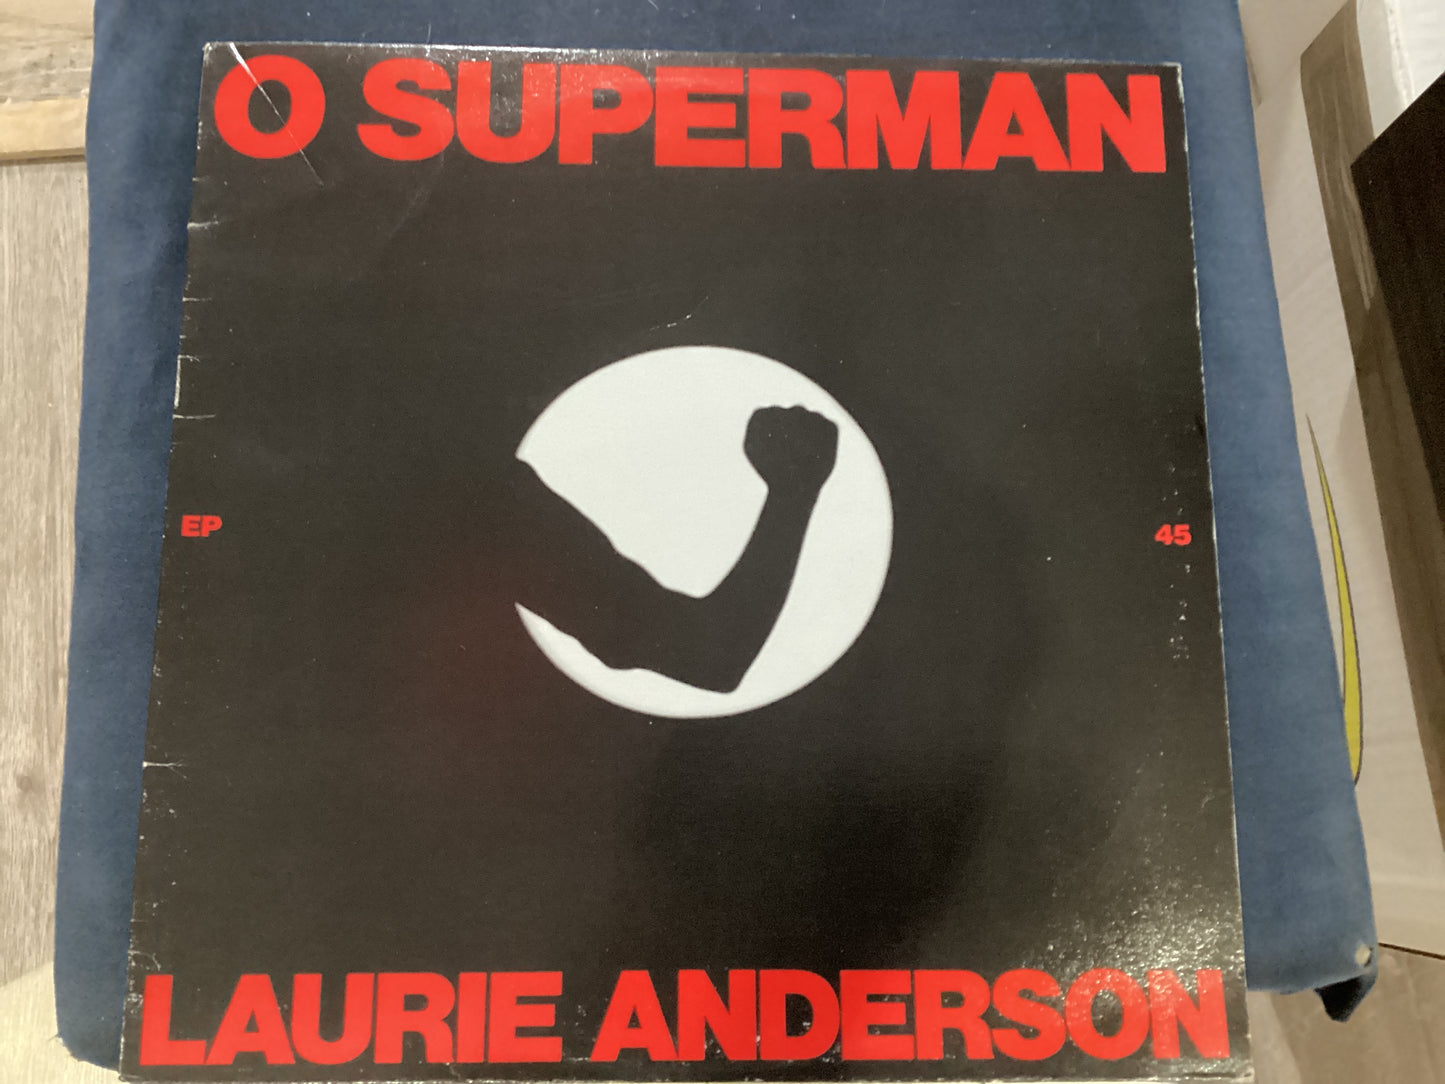 O SUPERMAN
EP
45
LAURIE ANDERSON